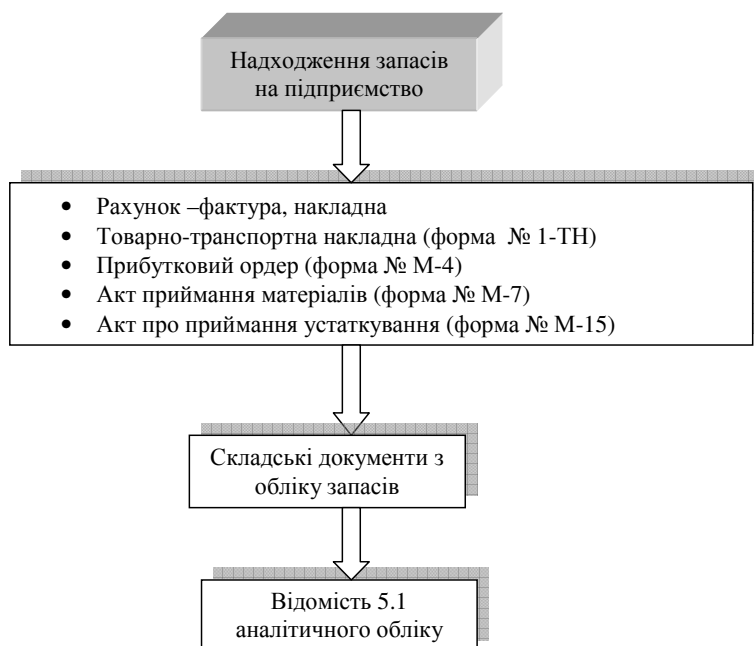 Надходження запасів
на підприємство
• Рахунок –фактура, накладна
• Товарно-транспортна накладна (форма № 1-ТН)
• Прибутковий ордер (форма № М-4)
• Акт приймання матеріалів (форма № М-7)
• Акт про приймання устаткування (форма № М-15)
Складські документи з
обліку запасів
Відомість 5.1
аналітичного обліку